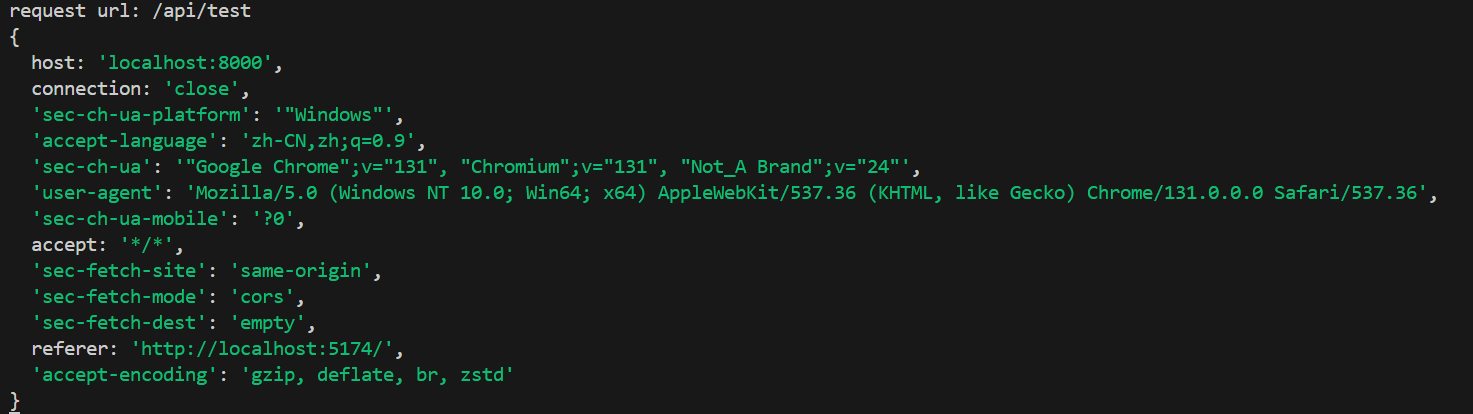 request url: /api/test
{
  host: 'localhost:8000',
  connection: 'close',
  'sec-ch-ua-platform': '"Windows"',
  'accept-language': 'zh-CN,zh;q=0.9',
  'sec-ch-ua': '"Google Chrome";v="131", "Chromium";v="131", "Not_A Brand";v="24"',
  'user-agent': 'Mozilla/5.0 (Windows NT 10.0; Win64; x64) AppleWebKit/537.36 (KHTML, like Gecko) Chrome/131.0.0.0 Safari/537.36',
  'sec-ch-ua-mobile': '?0',
  accept: '*/*',
  'sec-fetch-site': 'same-origin',
  'sec-fetch-mode': 'cors',
  'sec-fetch-dest': 'empty',
  referer: 'http://localhost:5174/',
  'accept-encoding': 'gzip, deflate, br, zstd'
}